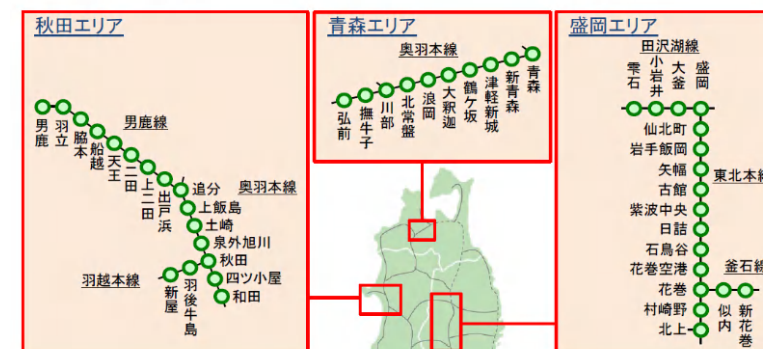 秋田エリア
男鹿線
男鹿
羽立
脇本
船越
天王
二田
上二田
出戸浜
追分
奥羽本線
上飯島
土崎
泉外旭川
秋田
四ツ小屋
和田
羽越本線
新屋
羽後牛島
青森エリア
奥羽本線
弘前
撫牛子
川部
北常盤
浪岡
大釈迦
鶴ケ坂
津軽新城
新青森
青森
盛岡エリア
田沢湖線
雫石
小岩井
大釜
盛岡
仙北町
岩手飯岡
矢幅
東北本線
古館
紫波中央
日詰
石鳥谷
花巻空港
釜石線
花巻
似内
新花巻
村崎野
北上